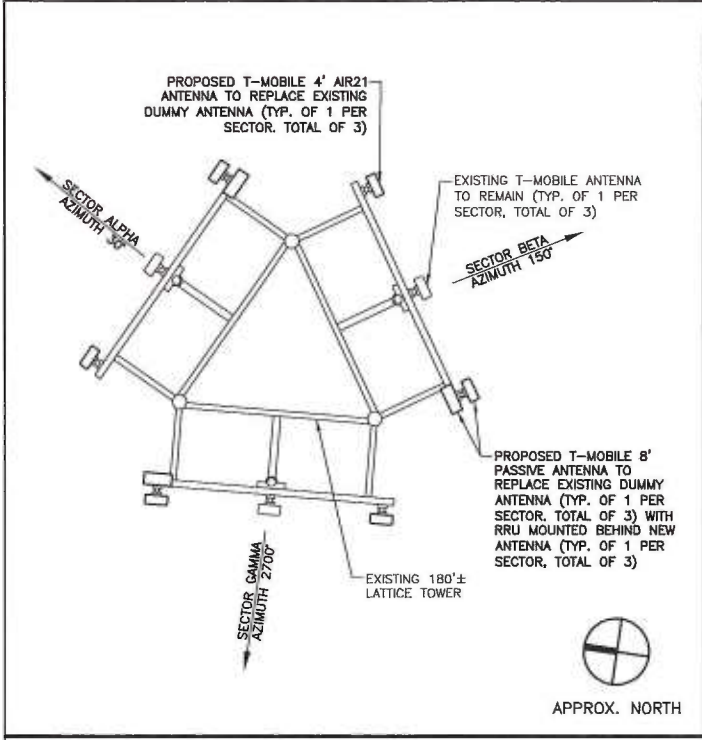 PROPOSED T-MOBILE 4' AIR21
ANTENNA TO REPLACE EXISTING
DUMMY ANTENNA (TYP. OF 1 PER
SECTOR. TOTAL OF 3)
EXISTING T-MOBILE ANTENNA
TO REMAIN (TYP. OF 1 PER
SECTOR, TOTAL OF 3)
SECTOR ALPHA
AZIMUTH 30°
SECTOR BETA
AZIMUTH 150°
PROPOSED T-MOBILE 8'
PASSIVE ANTENNA TO
REPLACE EXISTING DUMMY
ANTENNA (TYP. OF 1 PER
SECTOR. TOTAL OF 3) WITH
RRU MOUNTED BEHIND NEW
ANTENNA (TYP. OF 1 PER
SECTOR, TOTAL OF 3)
SECTOR GAMMA
AZIMUTH 2700°
EXISTING 180'±
LATTICE TOWER
APPROX. NORTH